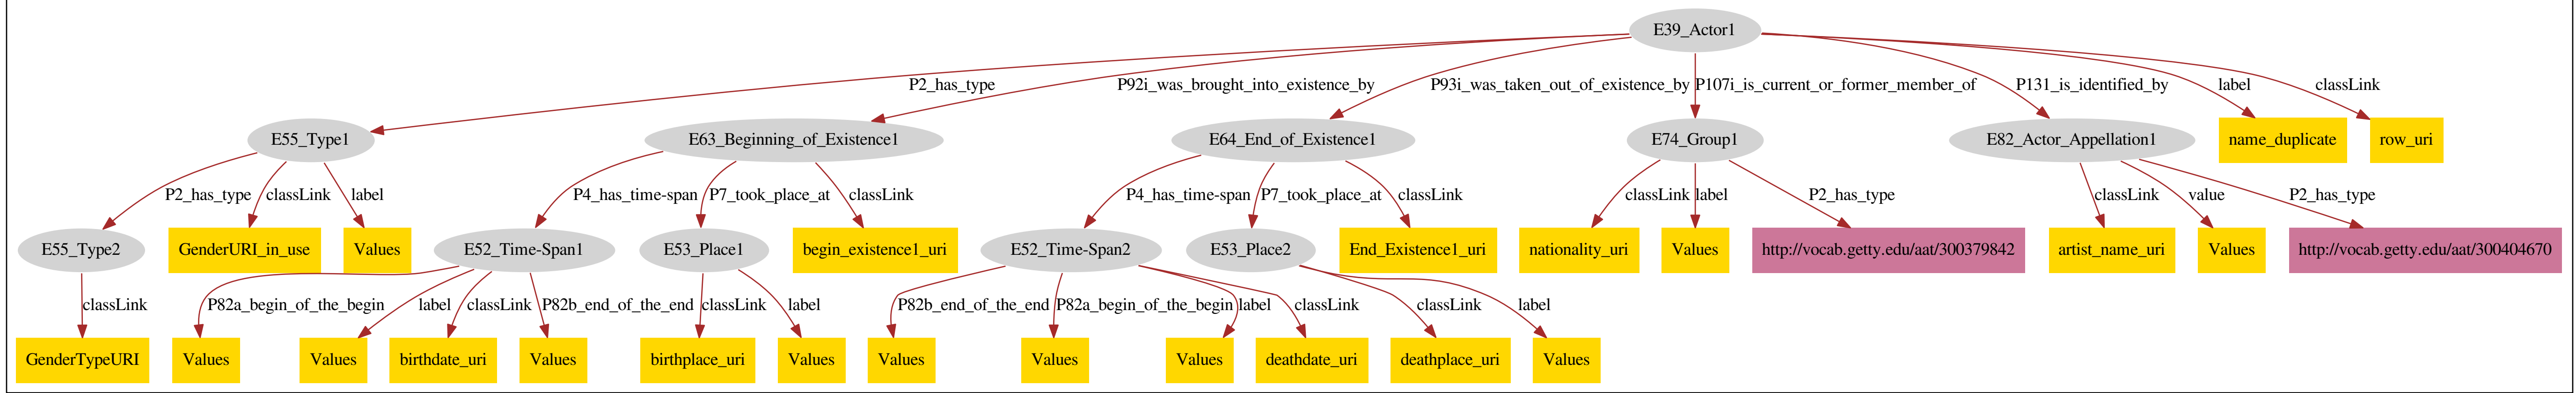 E39_Actor1
P2_has_type P92i_was_brought_into_existence_by P93i_was_taken_out_of_existence_by P107i_is_current_or_former_member_of P131_is_identified_by label classLink
E55_Type1 E63_Beginning_of_Existence1 E64_End_of_Existence1 E74_Group1 E82_Actor_Appellation1 name_duplicate row_uri
P2_has_type classLink label P4_has_time-span P7_took_place_at classLink P4_has_time-span P7_took_place_at classLink classLink label P2_has_type classLink value P2_has_type
E55_Type2 GenderURI_in_use Values E52_Time-Span1 E53_Place1 begin_existence1_uri E52_Time-Span2 E53_Place2 End_Existence1_uri nationality_uri Values http://vocab.getty.edu/aat/300379842 artist_name_uri Values http://vocab.getty.edu/aat/300404670
classLink P82a_begin_of_the_begin label classLink P82b_end_of_the_end classLink label P82b_end_of_the_end P82a_begin_of_the_begin label classLink classLink label
GenderTypeURI Values Values birthdate_uri Values birthplace_uri Values Values Values Values deathdate_uri deathplace_uri Values